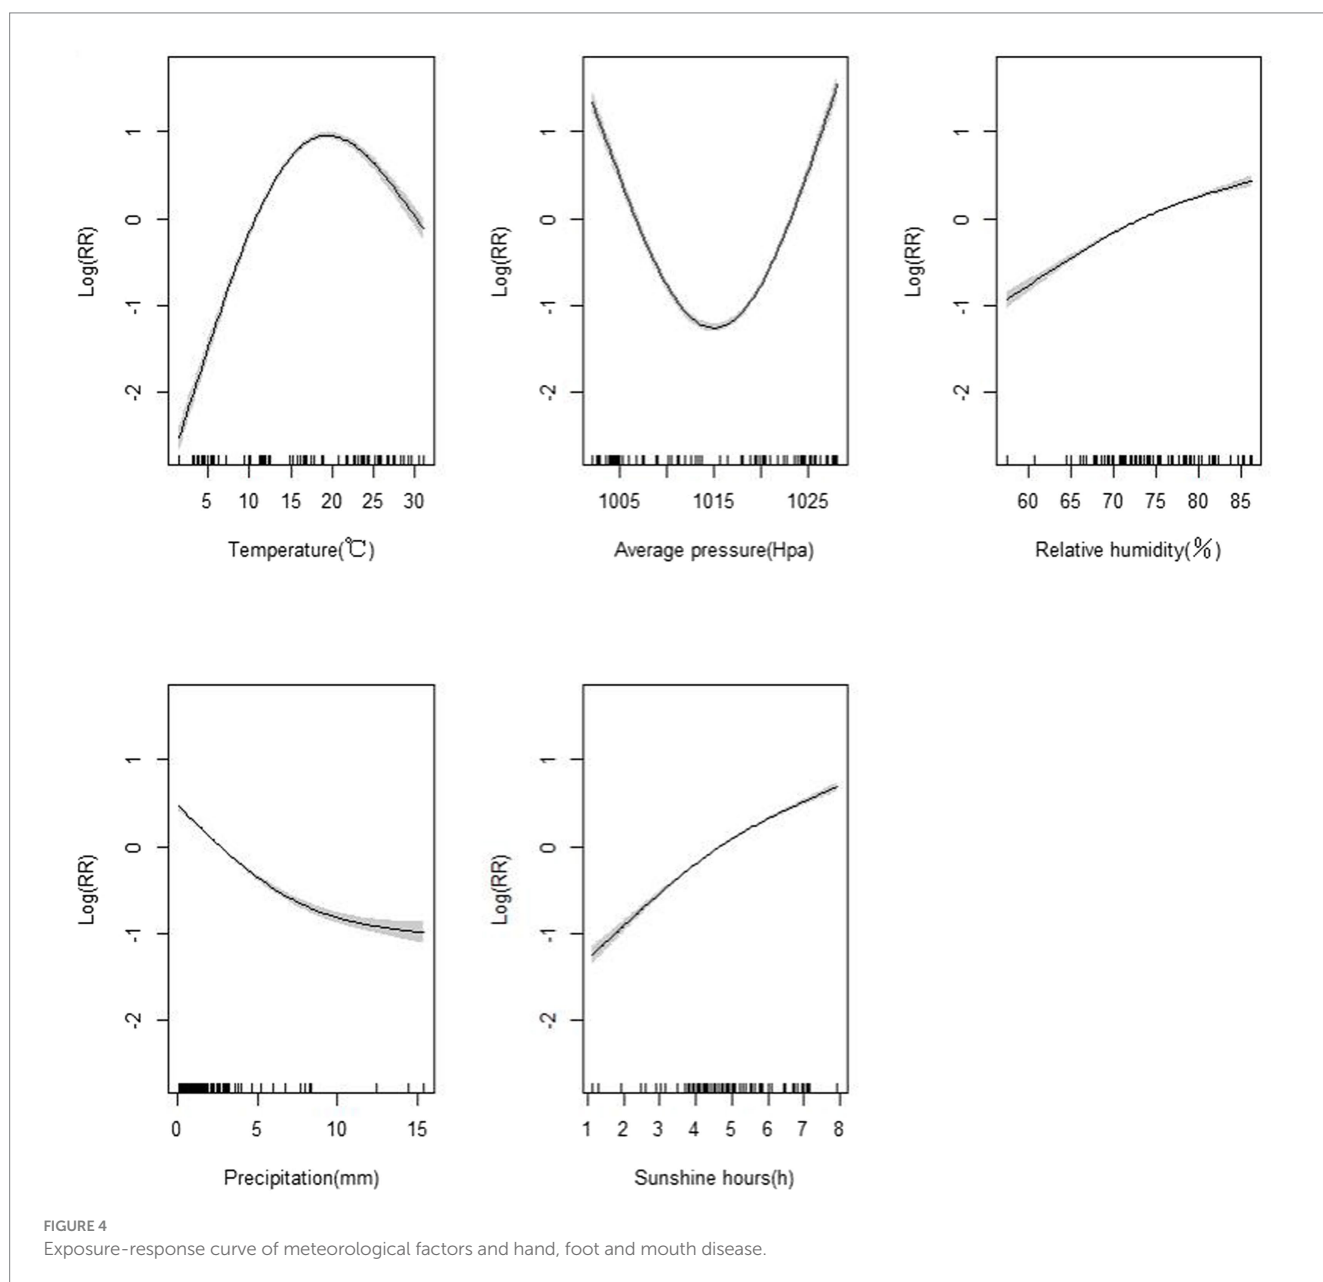 Log(RR)
1
0
-1
-2
5 10 15 20 25 30
Temperature(℃)
Log(RR)
1
0
-1
-2
1005 1015 1025
Average pressure(Hpa)
Log(RR)
1
0
-1
-2
60 65 70 75 80 85
Relative humidity(%)
Log(RR)
1
0
-1
-2
0 5 10 15
Precipitation(mm)
Log(RR)
1
0
-1
-2
1 2 3 4 5 6 7 8
Sunshine hours(h)
FIGURE 4
Exposure-response curve of meteorological factors and hand, foot and mouth disease.